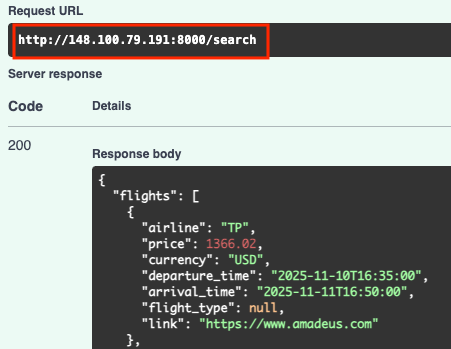 Request URL
http://148.100.79.191:8000/search
Server response
Code Details
200
Response body
{
"flights": [
{
"airline": "TP",
"price": 1366.02,
"currency": "USD",
"departure_time": "2025-11-10T16:35:00",
"arrival_time": "2025-11-11T16:50:00",
"flight_type": null,
"link": "https://www.amadeus.com"
},